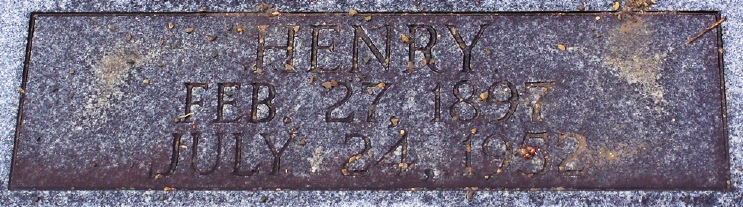 HENRY
FEB. 27, 1897
JULY 24, 1952